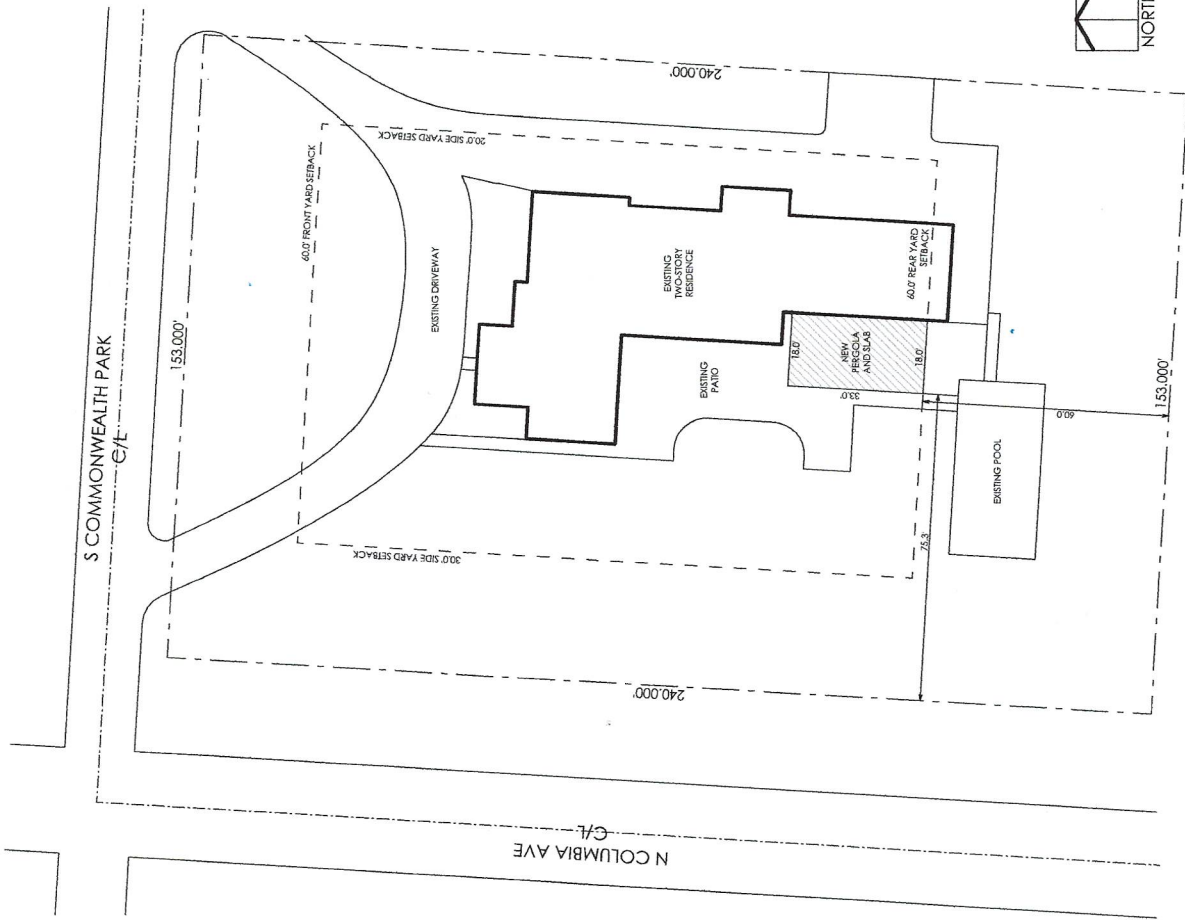 S COMMONWEALTH PARK
C/L
153.000'
240.000'
60.0' FRONT YARD SETBACK
20.0' SIDE YARD SETBACK
EXISTING DRIVEWAY
EXISTING
TWO-STORY
RESIDENCE
60.0' REAR YARD
SETBACK
18.0'
NEW
PERGOLA
AND SLAB
18.0'
33.0'
EXISTING
PATIO
30.0' SIDE YARD SETBACK
75.3'
60.0
EXISTING POOL
153.000'
240.000'
N COLUMBIA AVE
C/L